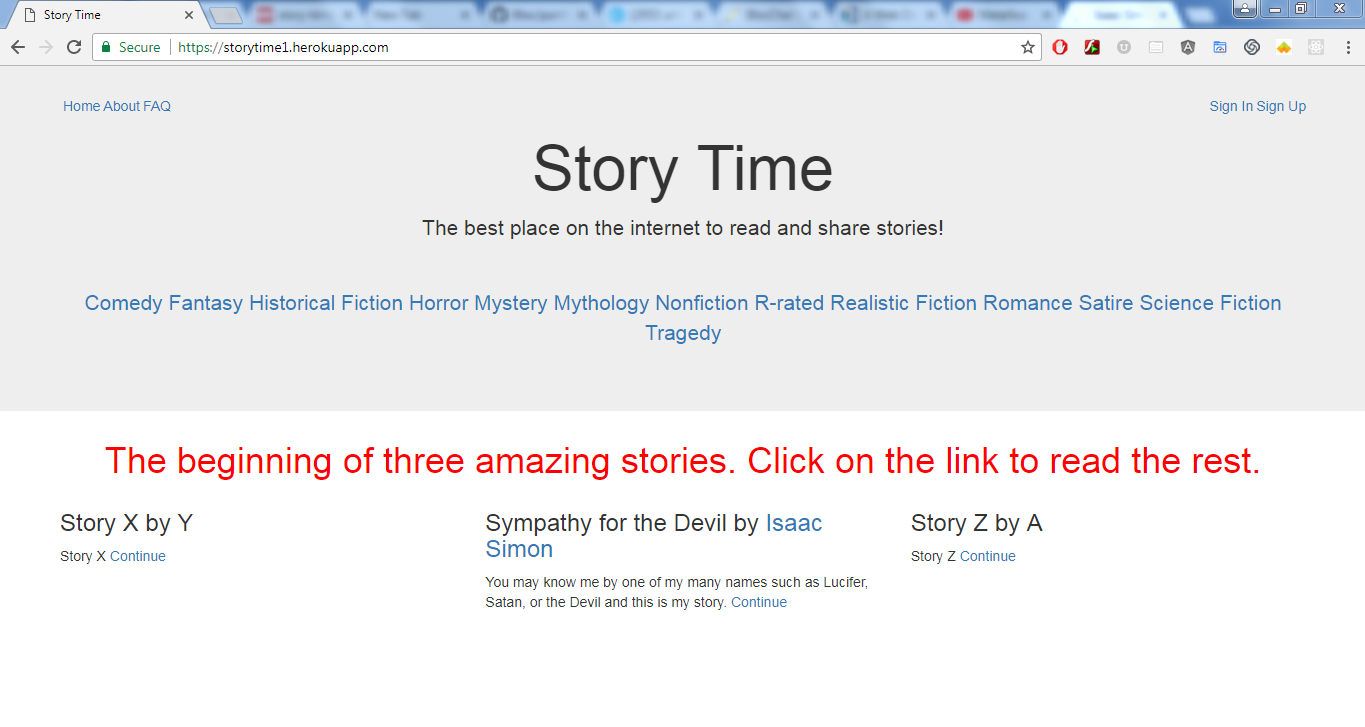 Story Time
Secure https://storytime1.herokuapp.com
Home About FAQ
Sign In Sign Up
Story Time
The best place on the internet to read and share stories!
Comedy Fantasy Historical Fiction Horror Mystery Mythology Nonfiction R-rated Realistic Fiction Romance Satire Science Fiction
Tragedy
The beginning of three amazing stories. Click on the link to read the rest.
Story X by Y
Story X Continue
Sympathy for the Devil by Isaac
Simon
You may know me by one of my many names such as Lucifer,
Satan, or the Devil and this is my story. Continue
Story Z by A
Story Z Continue